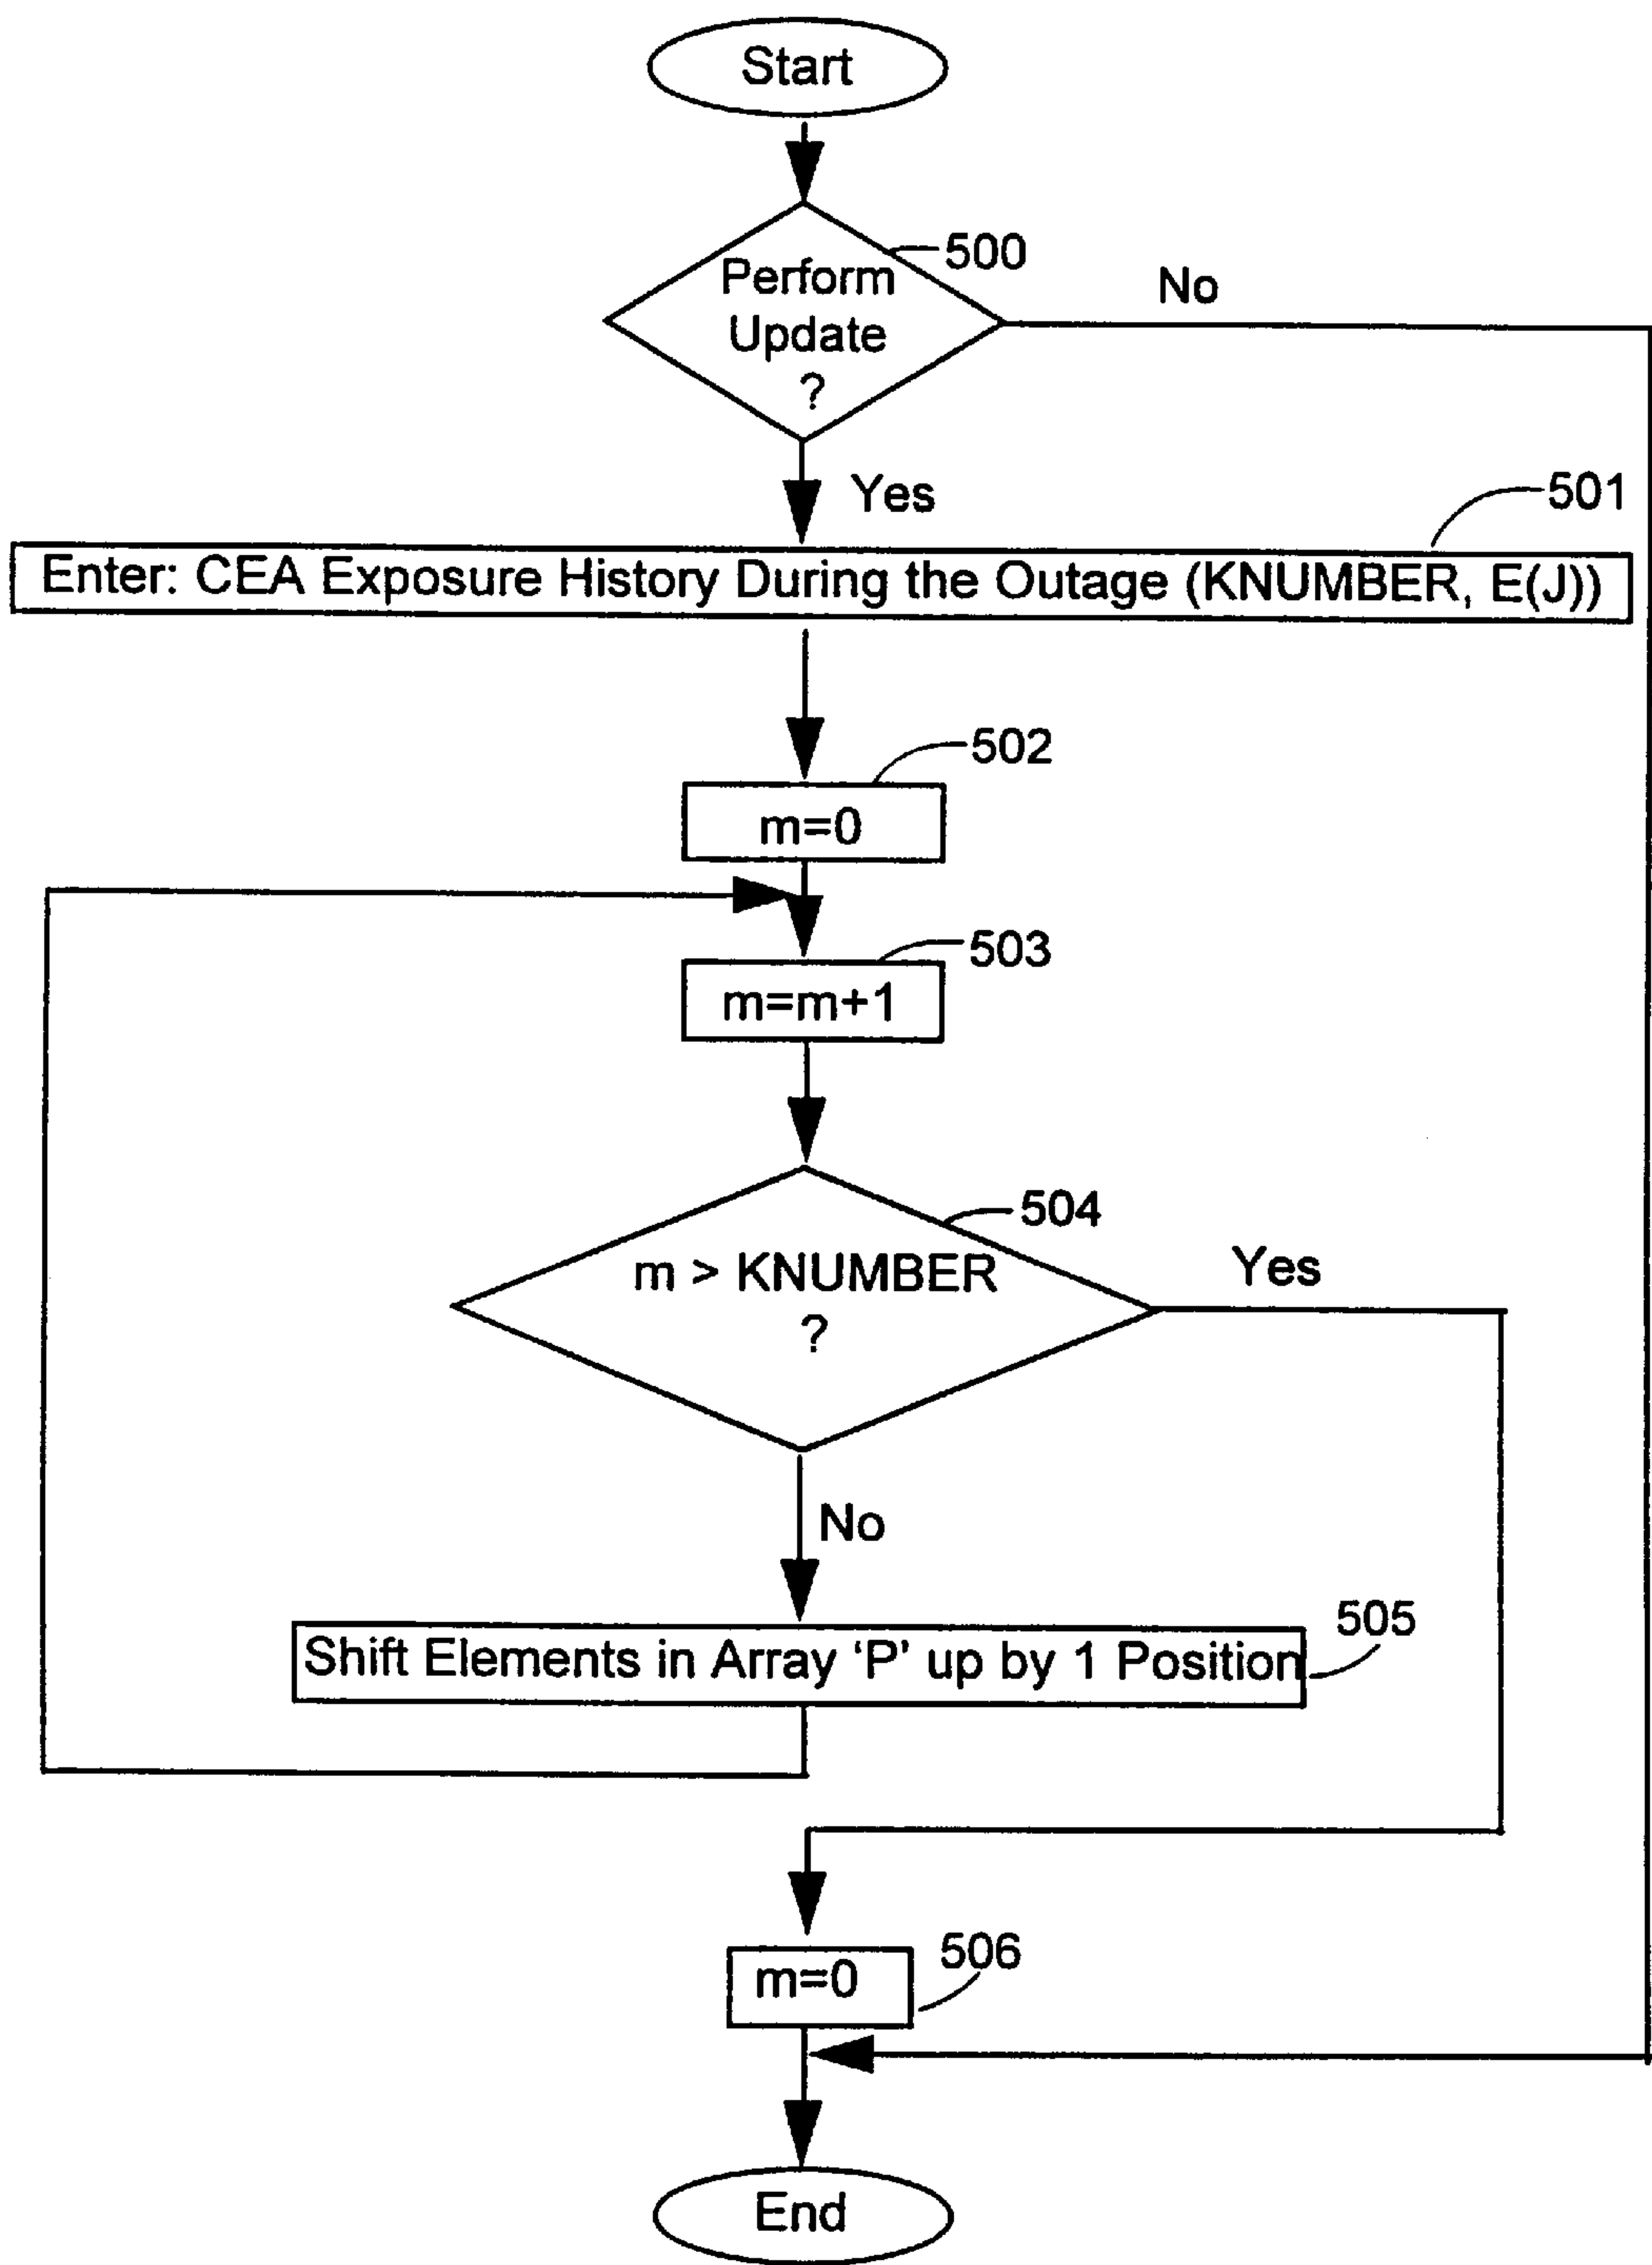 Start
500
Perform
Update
?
No
Yes
501
Enter: CEA Exposure History During the Outage (KNUMBER, E(J))
502
m=0
503
m=m+1
504
m > KNUMBER
?
Yes
No
505
Shift Elements in Array ‘P’ up by 1 Position
506
m=0
End